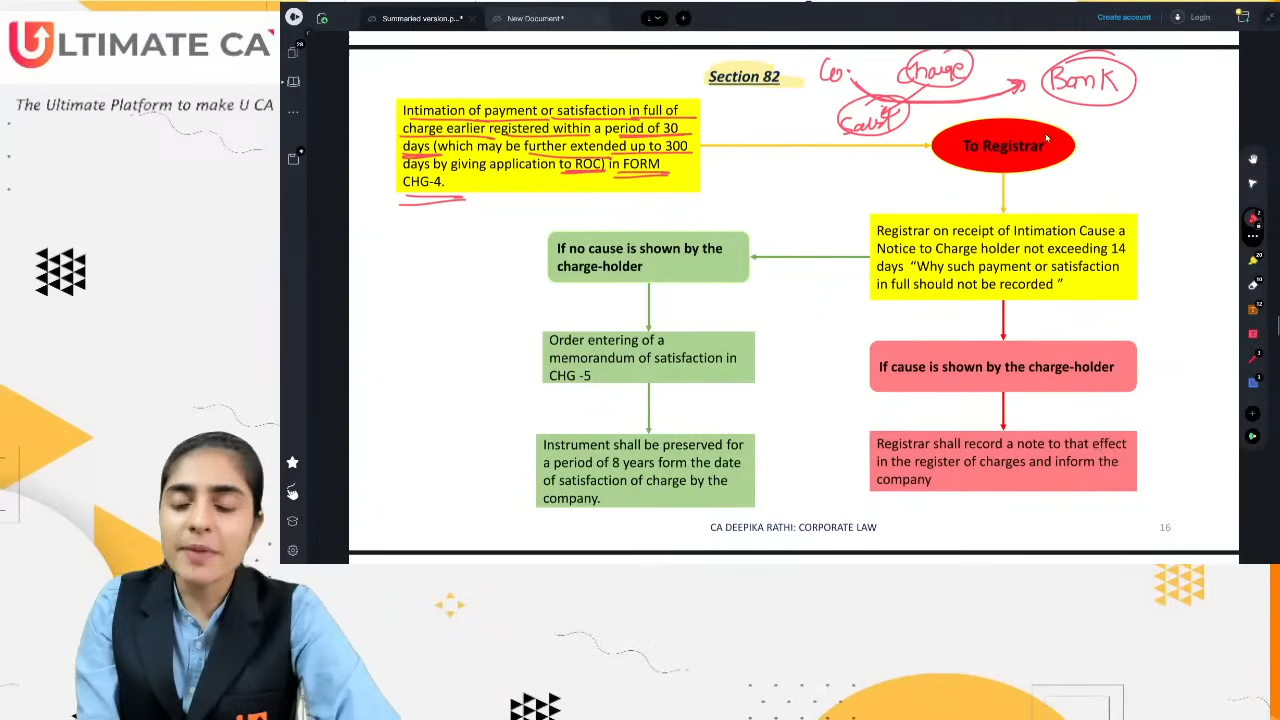 ULTIMATE CA
The Ultimate Platform to make U CA
Summaried version.p...*
New Document*
2
Create account
Login
Section 82
Co.
Charge
Bank
Satisfⁿ
Intimation of payment or satisfaction in full of
charge earlier registered within a period of 30
days (which may be further extended up to 300
days by giving application to ROC) in FORM
CHG-4.
To Registrar
Registrar on receipt of Intimation Cause a
Notice to Charge holder not exceeding 14
days “Why such payment or satisfaction
in full should not be recorded ”
If no cause is shown by the
charge-holder
Order entering of a
memorandum of satisfaction in
CHG -5
If cause is shown by the charge-holder
Instrument shall be preserved for
a period of 8 years form the date
of satisfaction of charge by the
company.
Registrar shall record a note to that effect
in the register of charges and inform the
company
CA DEEPIKA RATHI: CORPORATE LAW
16